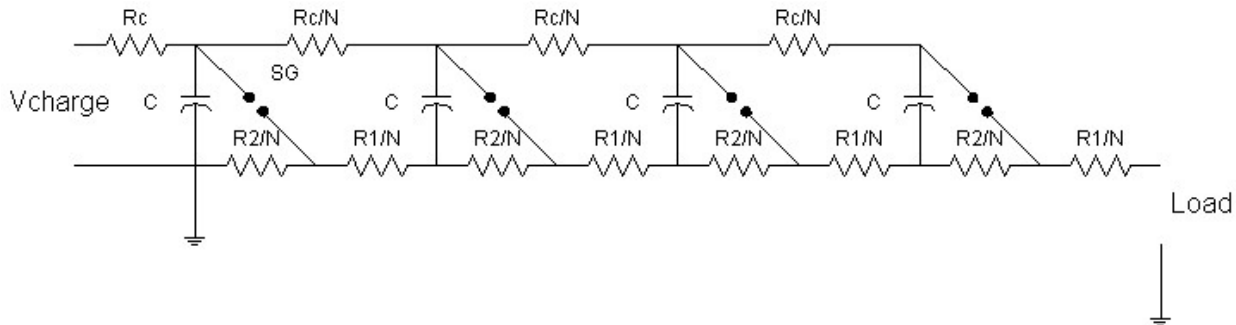 Rc Rc/N Rc/N Rc/N
SG
Vcharge C C C C
R2/N R1/N R2/N R1/N R2/N R1/N R2/N R1/N
Load